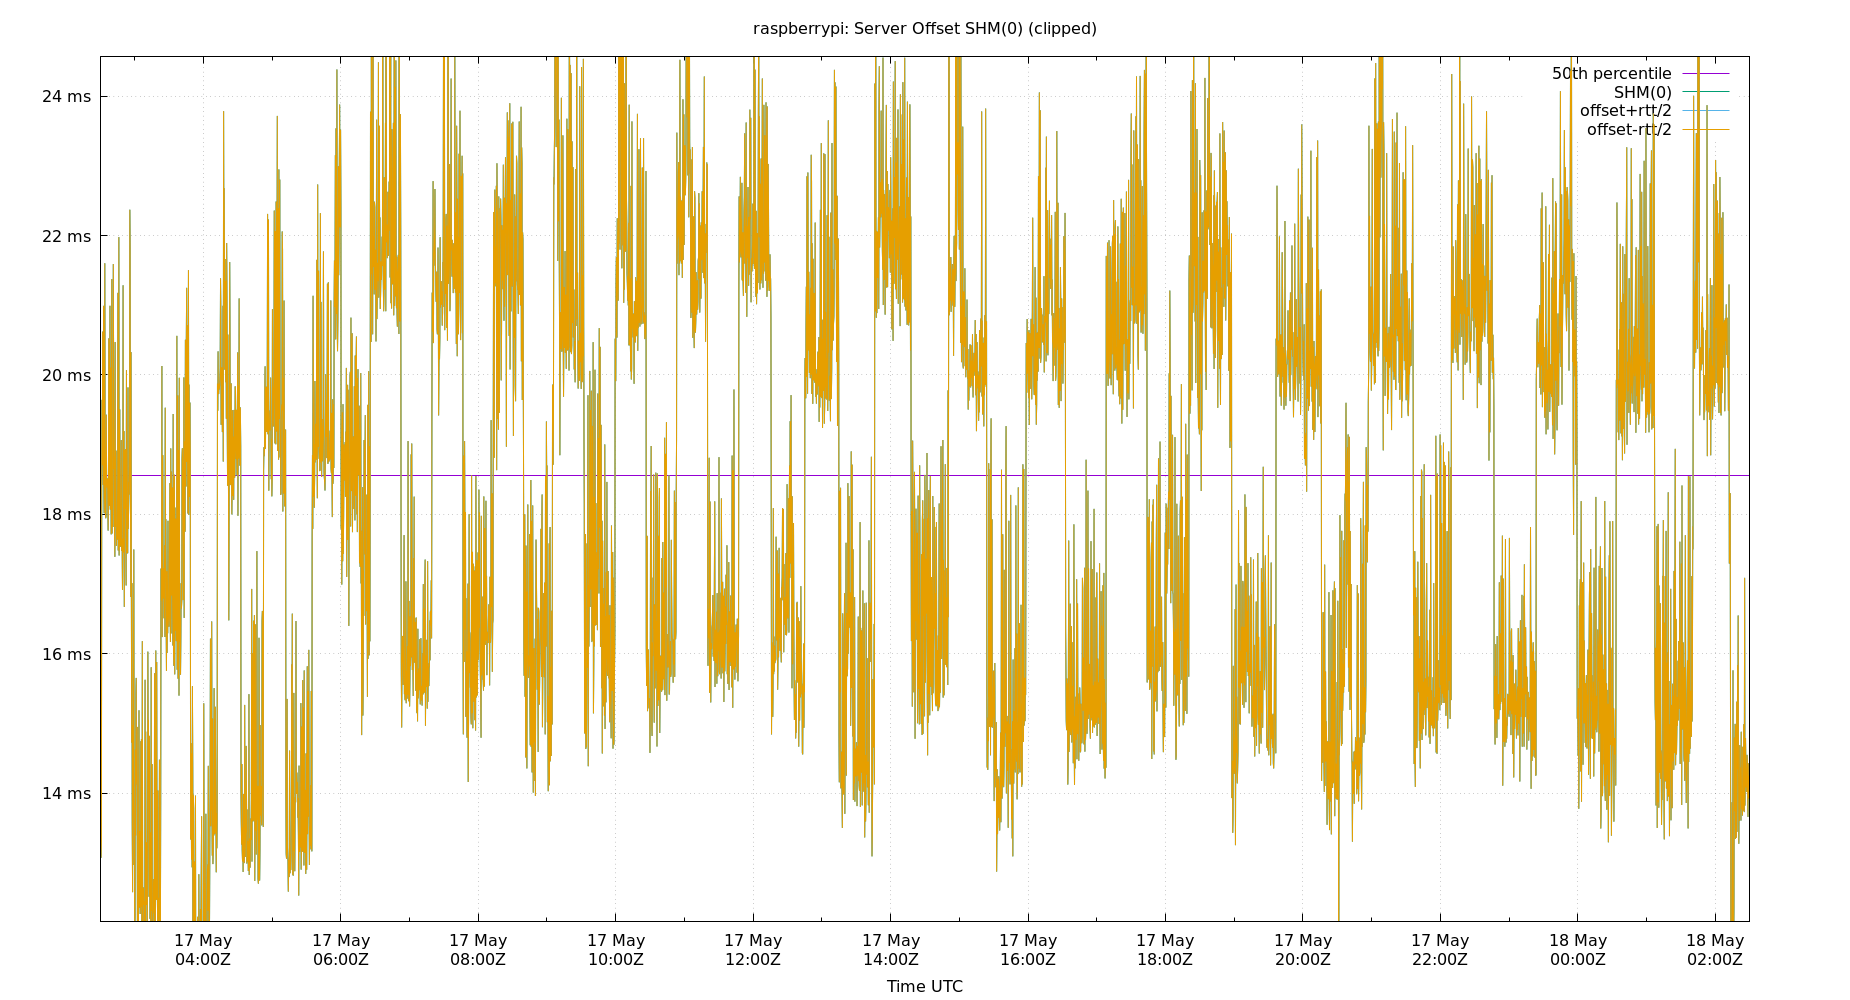 raspberrypi: Server Offset SHM(0) (clipped)
50th percentile
SHM(0)
offset+rtt/2
offset-rtt/2
24 ms
22 ms
20 ms
18 ms
16 ms
14 ms
17 May 17 May 17 May 17 May 17 May 17 May 17 May 17 May 17 May 17 May 18 May 18 May
04:00Z 06:00Z 08:00Z 10:00Z 12:00Z 14:00Z 16:00Z 18:00Z 20:00Z 22:00Z 00:00Z 02:00Z
Time UTC